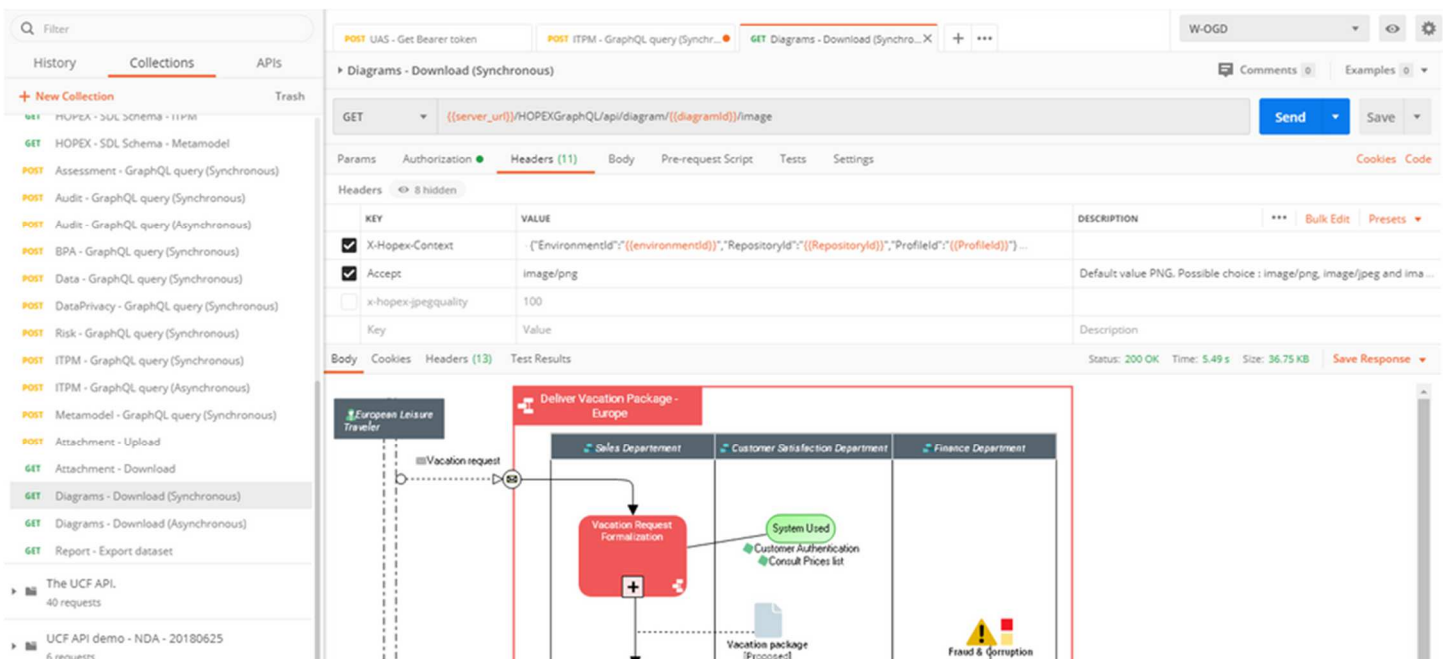 Filter
History Collections APIs
+ New Collection Trash
GET HOPEX - SDL Schema - ITPM
GET HOPEX - SDL Schema - Metamodel
POST Assessment - GraphQL query (Synchronous)
POST Audit - GraphQL query (Synchronous)
POST Audit - GraphQL query (Asynchronous)
POST BPA - GraphQL query (Synchronous)
POST Data - GraphQL query (Synchronous)
POST DataPrivacy - GraphQL query (Synchronous)
POST Risk - GraphQL query (Synchronous)
POST ITPM - GraphQL query (Synchronous)
POST ITPM - GraphQL query (Asynchronous)
POST Metamodel - GraphQL query (Synchronous)
POST Attachment - Upload
GET Attachment - Download
GET Diagrams - Download (Synchronous)
GET Diagrams - Download (Asynchronous)
GET Report - Export dataset
The UCF API.
40 requests
UCF API demo - NDA - 20180625
6 requests
POST UAS - Get Bearer token
POST ITPM - GraphQL query (Synchr...
GET Diagrams - Download (Synchro...
W-OGD
Diagrams - Download (Synchronous)
Comments 0 Examples 0
GET {{server_url}}/HOPEXGraphQL/api/diagram/{{diagramId}}/image
Send Save
Params Authorization Headers (11) Body Pre-request Script Tests Settings
Cookies Code
Headers 8 hidden
KEY VALUE DESCRIPTION
Bulk Edit Presets
X-Hopex-Context {"EnvironmentId":"{{environmentId}}","RepositoryId":"{{RepositoryId}}","ProfileId":"{{ProfileId}}"} ...
Accept image/png Default value PNG. Possible choice : image/png, image/jpeg and ima...
x-hopex-jpegquality 100
Key Value Description
Body Cookies Headers (13) Test Results
Status: 200 OK Time: 5.49 s Size: 36.75 KB Save Response
European Leisure
Traveler
Deliver Vacation Package -
Europe
Sales Departement
Customer Satisfaction Department
Finance Department
Vacation request
Vacation Request
Formalization
System Used
Customer Authentication
Consult Prices list
Vacation package
[Proposed]
Fraud & Corruption